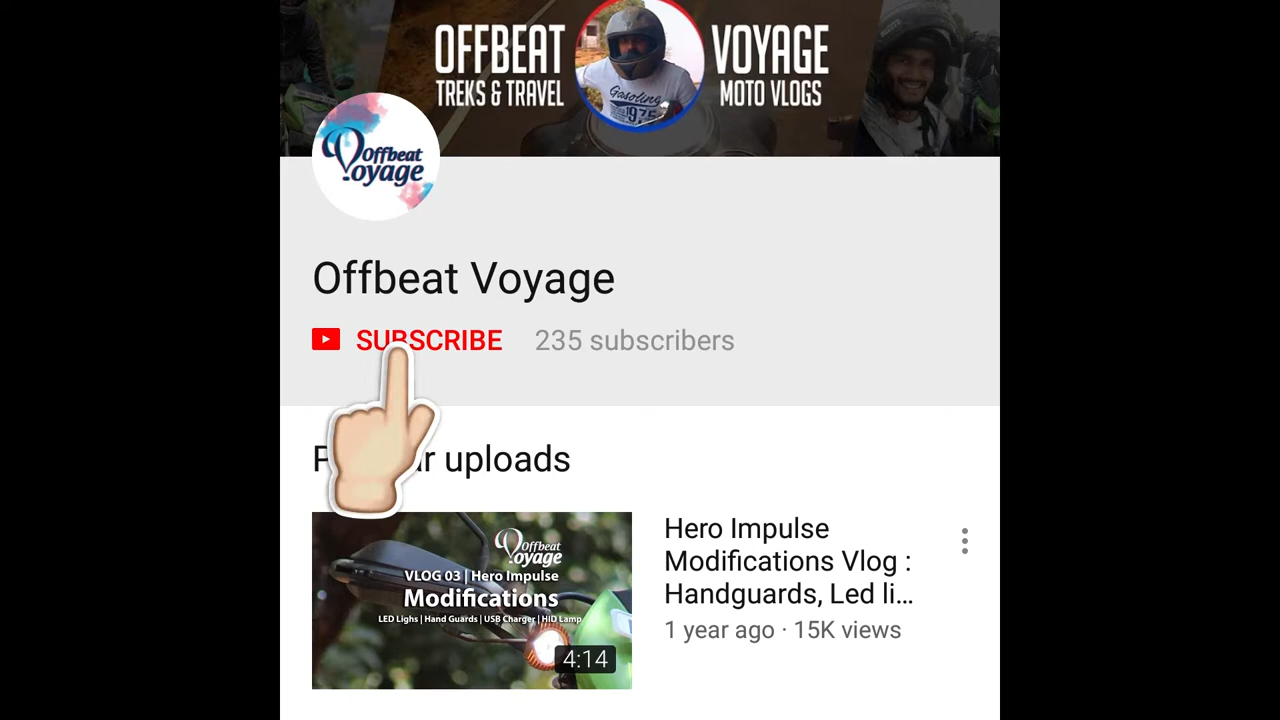 OFFBEAT VOYAGE
TREKS & TRAVEL MOTO VLOGS
Gasoline
1975
Offbeat
Voyage
Offbeat Voyage
SUBSCRIBE 235 subscribers
uploads
Offbeat
Voyage
VLOG 03 | Hero Impulse
Modifications
LED Lighs | Hand Guards | USB Charger | HID Lamp
4:14
Hero Impulse
Modifications Vlog :
Handguards, Led li...
1 year ago · 15K views